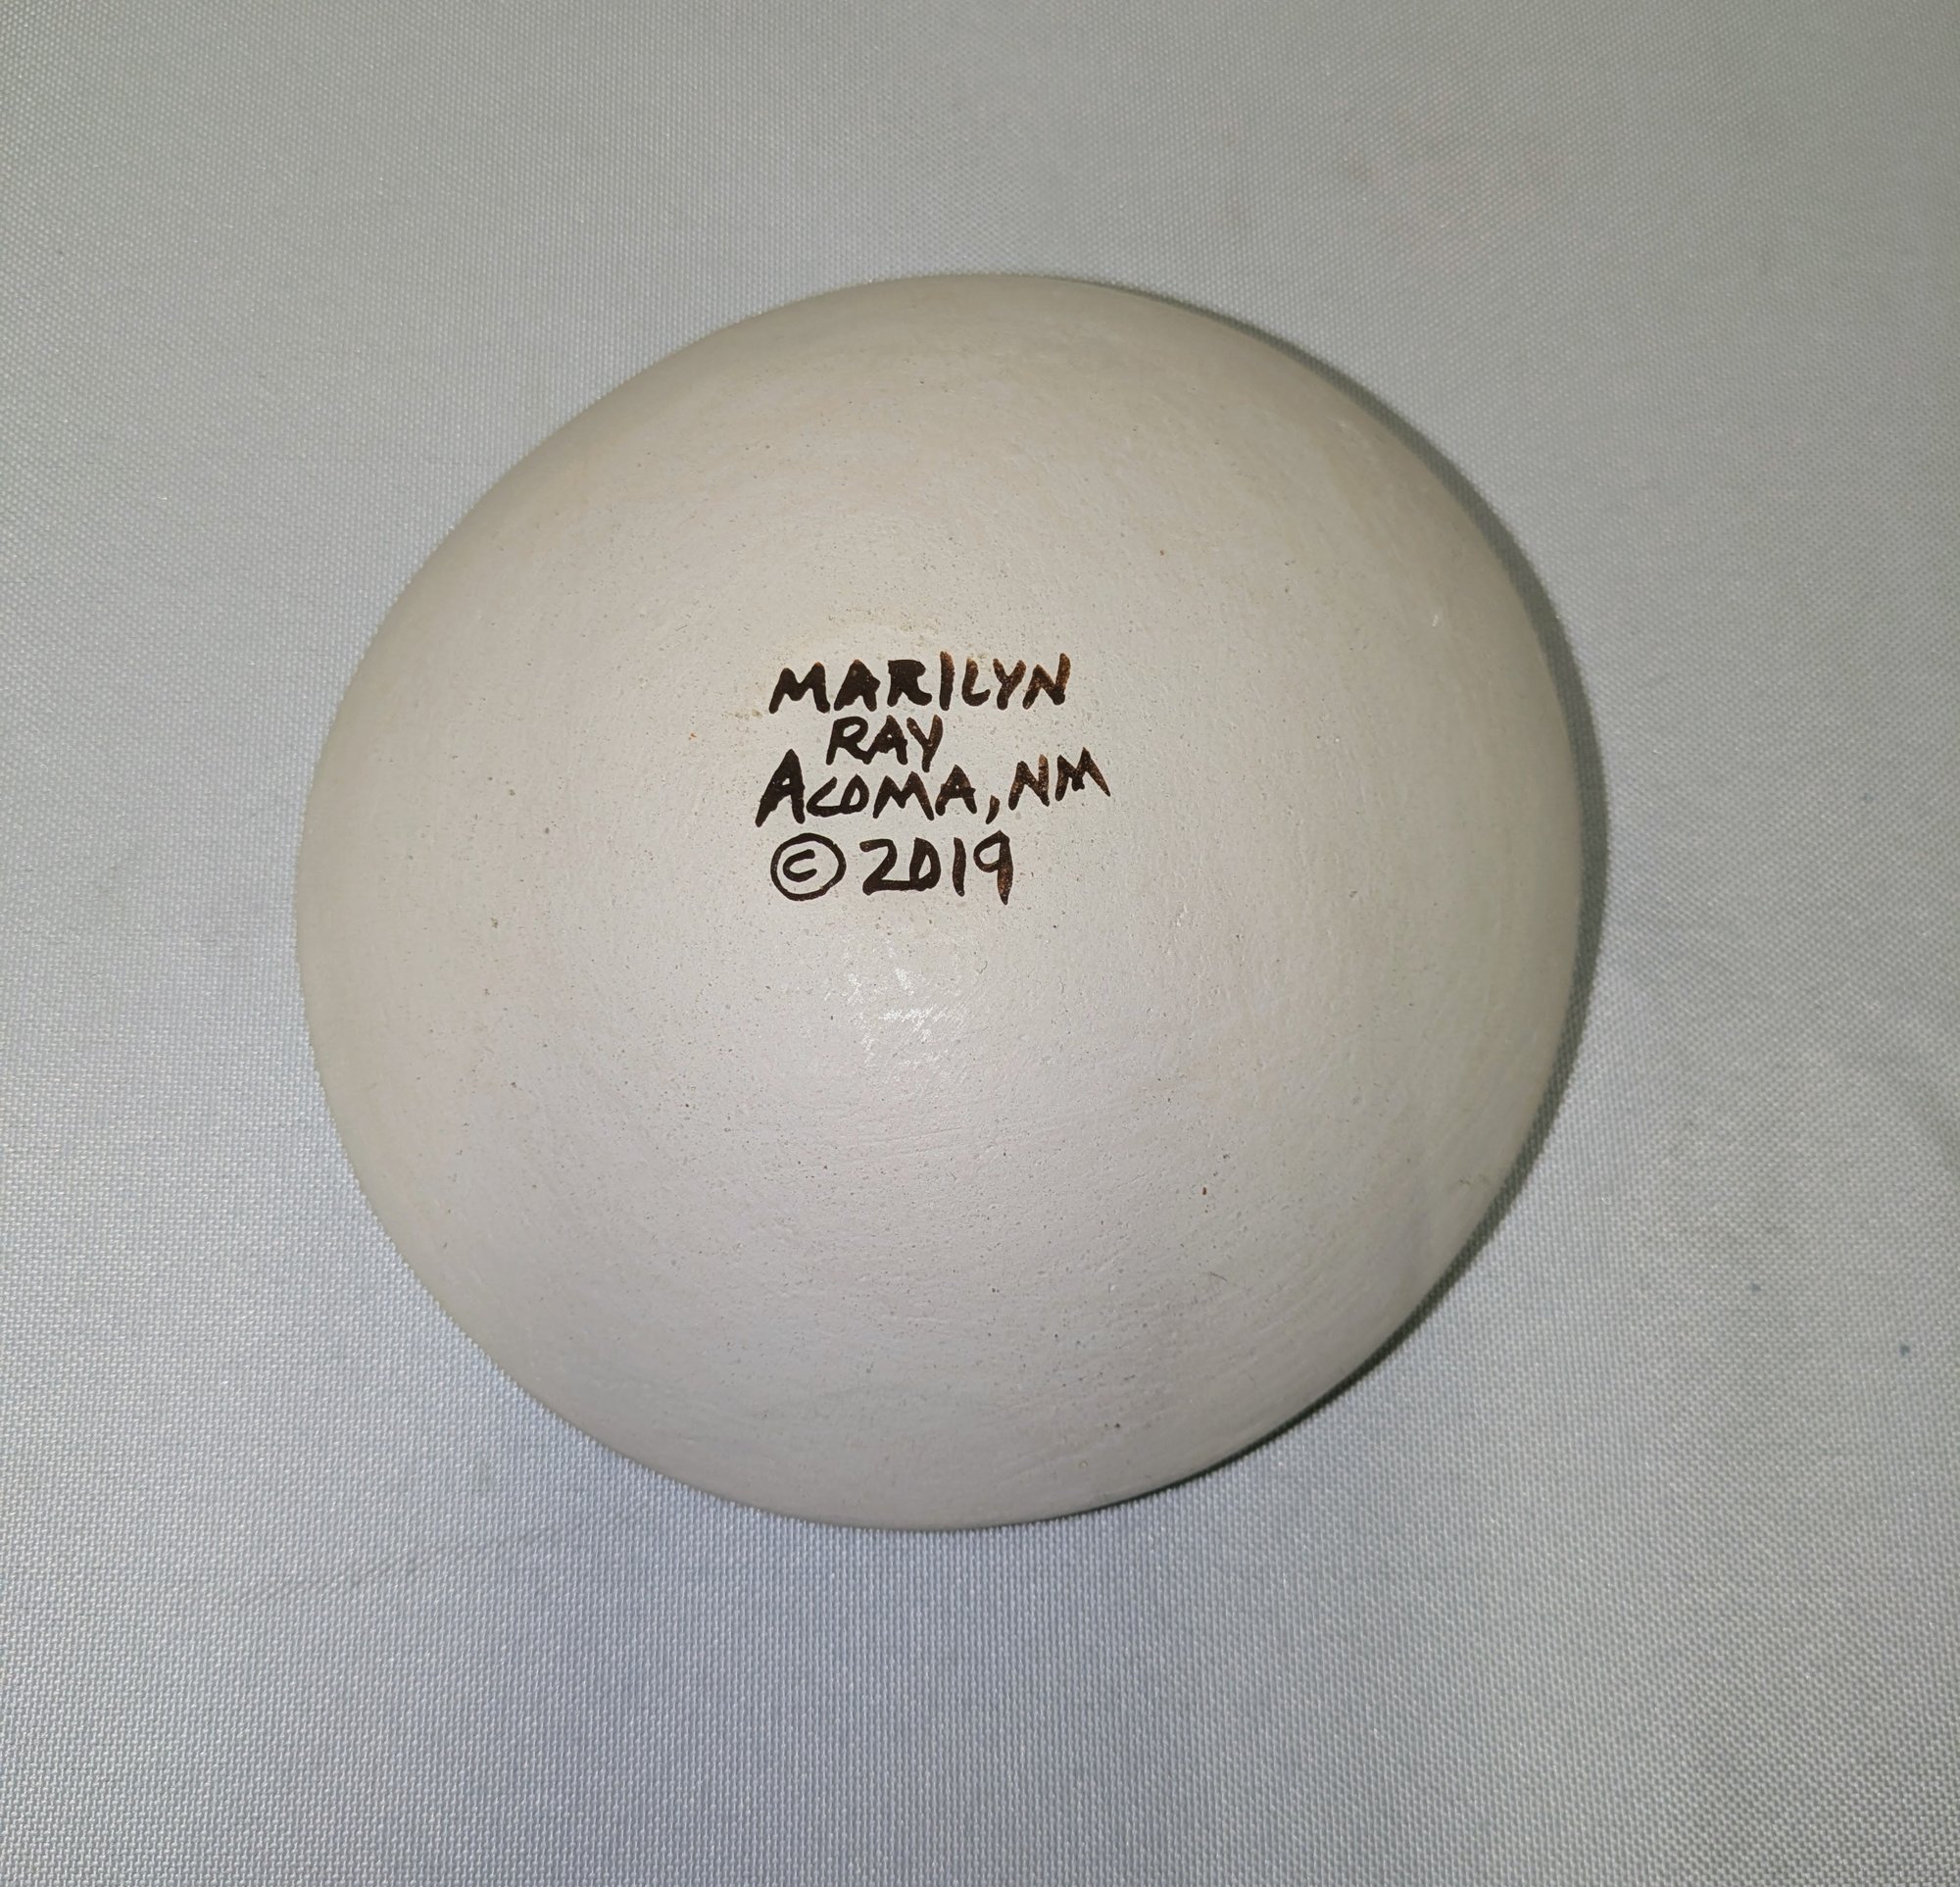 MARILYN
RAY
ACOMA, NM
© 2019